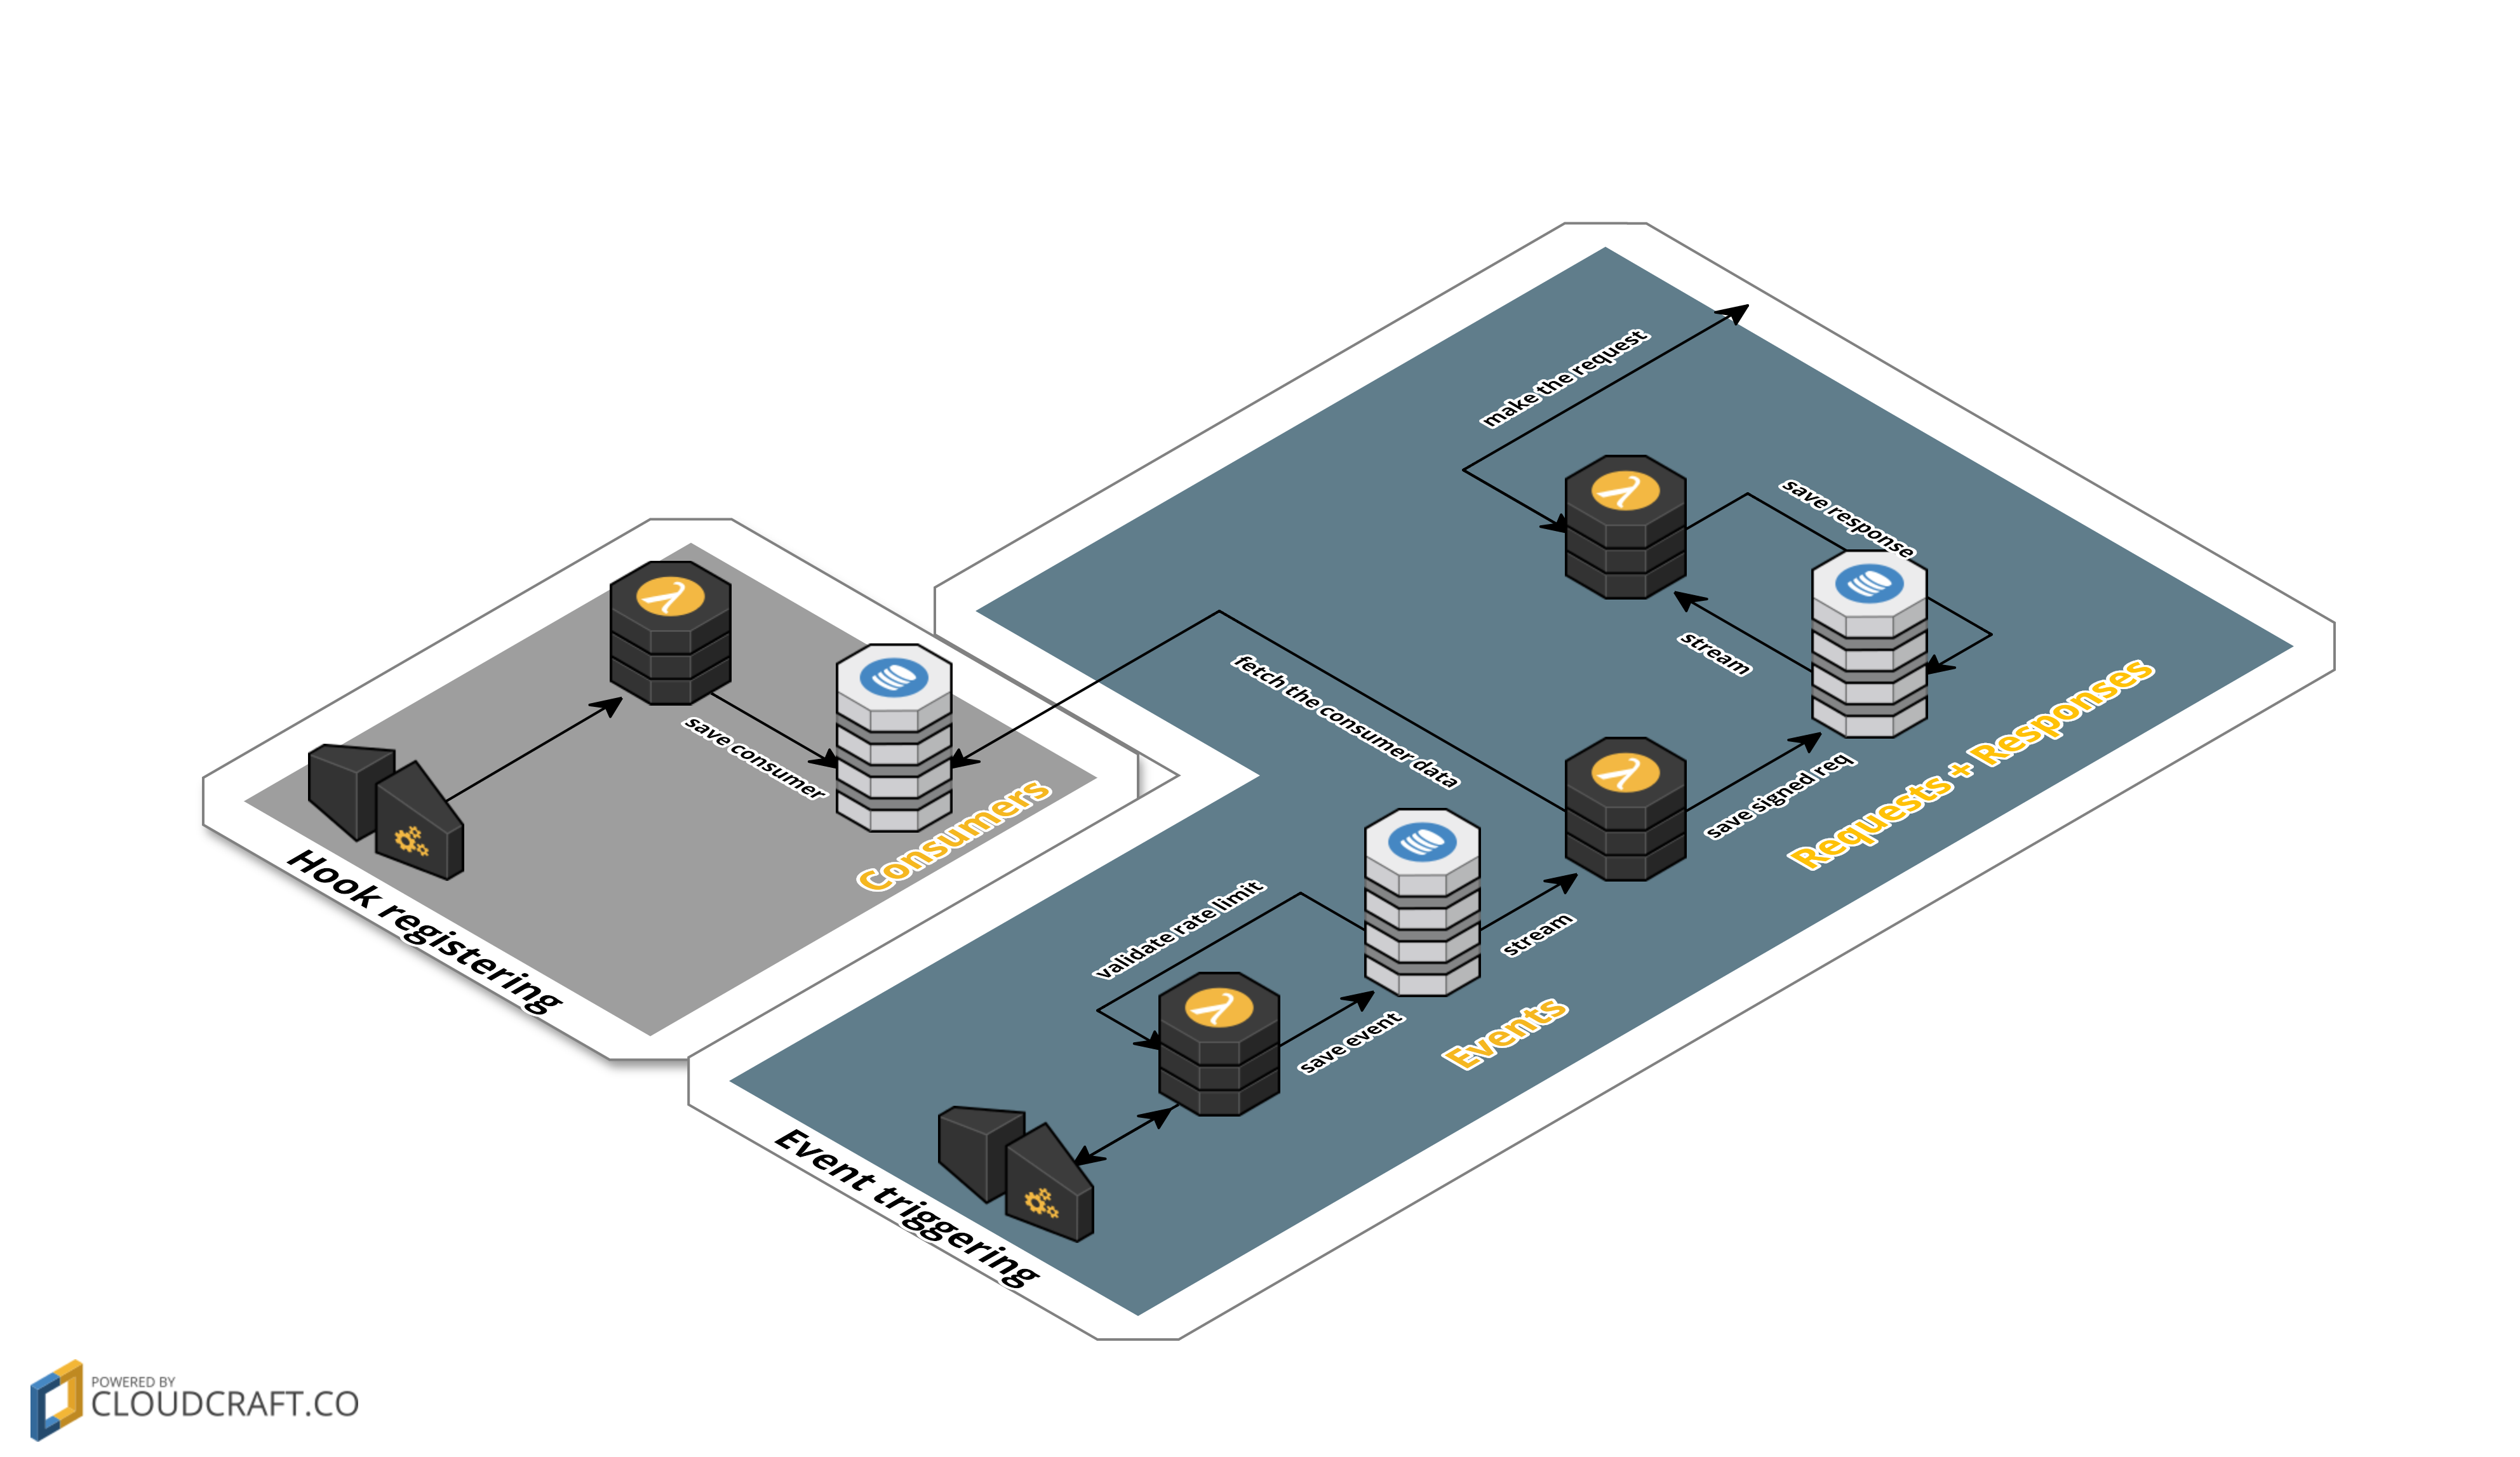 make the request
save response
stream
fetch the consumer data
save signed req
Requests + Responses
save consumer
Consumers
Hook registering
validate rate limit
stream
save event
Events
Event triggering
POWERED BY
CLOUDCRAFT.CO